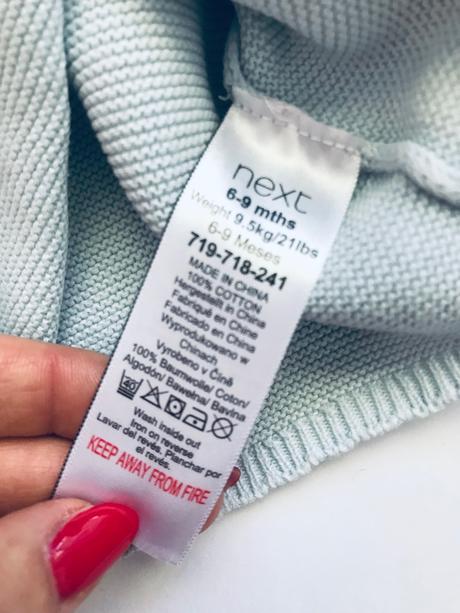 next
6-9 mths
Weight 9.5kg/21lbs
6-9 Meses
719-718-241
MADE IN CHINA
100% COTTON
Hergestellt in China
Fabriqué en Chine
Fabricado en China
Wyprodukowano w
Chinach
Vyrobeno v Číně
100% Baumwolle/ Coton/
Algodón/ Bawełna/ Bavlna
40
Wash inside out
Iron on reverse
Lavar del revés. Planchar por
el revés.
KEEP AWAY FROM FIRE